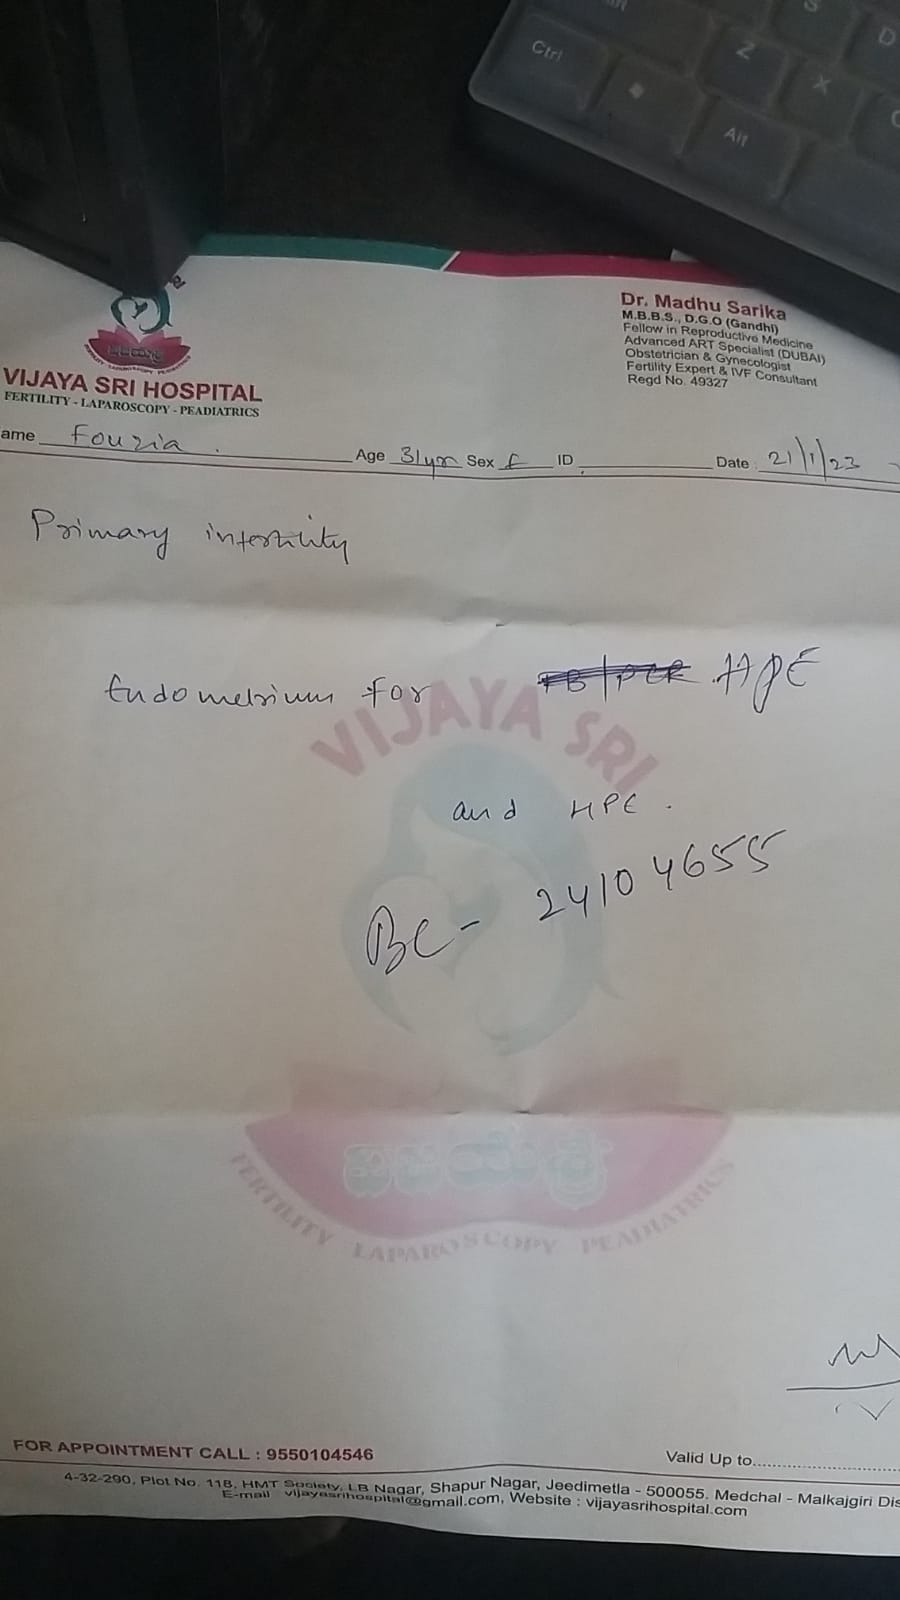 Ctrl
Alt
Z
X
S
D
Dr. Madhu Sarika
M.B.B.S., D.G.O (Gandhi)
Fellow in Reproductive Medicine
Advanced ART Specialist (DUBAI)
Obstetrician & Gynecologist
Fertility Expert & IVF Consultant
Regd No. 49327
VIJAYA SRI HOSPITAL
FERTILITY - LAPAROSCOPY - PEADIATRICS
ame Fouzia Age 31yrs Sex f ID Date 21/1/23
Primary infertility
Endometrium for TB/PCR HPE
and HPE.
BC - 24104655
VIJAYA SRI
FERTILITY LAPAROSCOPY PEADIATRICS
FOR APPOINTMENT CALL : 9550104546
Valid Up to
4-32-290, Plot No. 11B, HMT Society, LB Nagar, Shapur Nagar, Jeedimetla - 500055. Medchal - Malkajgiri Dis
E-mail vijayasrihospital@gmail.com, Website : vijayasrihospital.com